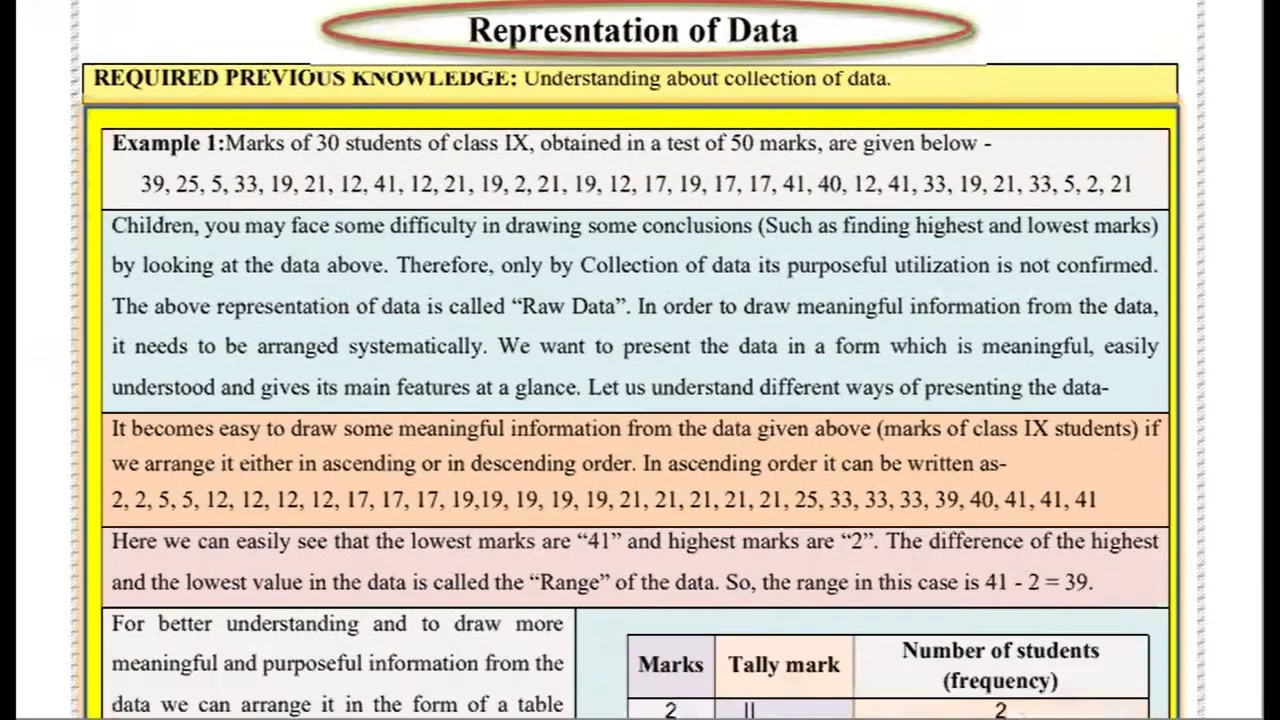 Represntation of Data
REQUIRED PREVIOUS KNOWLEDGE: Understanding about collection of data.
Example 1:Marks of 30 students of class IX, obtained in a test of 50 marks, are given below -
39, 25, 5, 33, 19, 21, 12, 41, 12, 21, 19, 2, 21, 19, 12, 17, 19, 17, 17, 41, 40, 12, 41, 33, 19, 21, 33, 5, 2, 21
Children, you may face some difficulty in drawing some conclusions (Such as finding highest and lowest marks)
by looking at the data above. Therefore, only by Collection of data its purposeful utilization is not confirmed.
The above representation of data is called “Raw Data”. In order to draw meaningful information from the data,
it needs to be arranged systematically. We want to present the data in a form which is meaningful, easily
understood and gives its main features at a glance. Let us understand different ways of presenting the data-
It becomes easy to draw some meaningful information from the data given above (marks of class IX students) if
we arrange it either in ascending or in descending order. In ascending order it can be written as-
2, 2, 5, 5, 12, 12, 12, 12, 17, 17, 17, 19,19, 19, 19, 19, 21, 21, 21, 21, 21, 25, 33, 33, 33, 39, 40, 41, 41, 41
Here we can easily see that the lowest marks are “41” and highest marks are “2”. The difference of the highest
and the lowest value in the data is called the “Range” of the data. So, the range in this case is 41 - 2 = 39.
For better understanding and to draw more
meaningful and purposeful information from the
data we can arrange it in the form of a table
Marks Tally mark Number of students
(frequency)
2 || 2